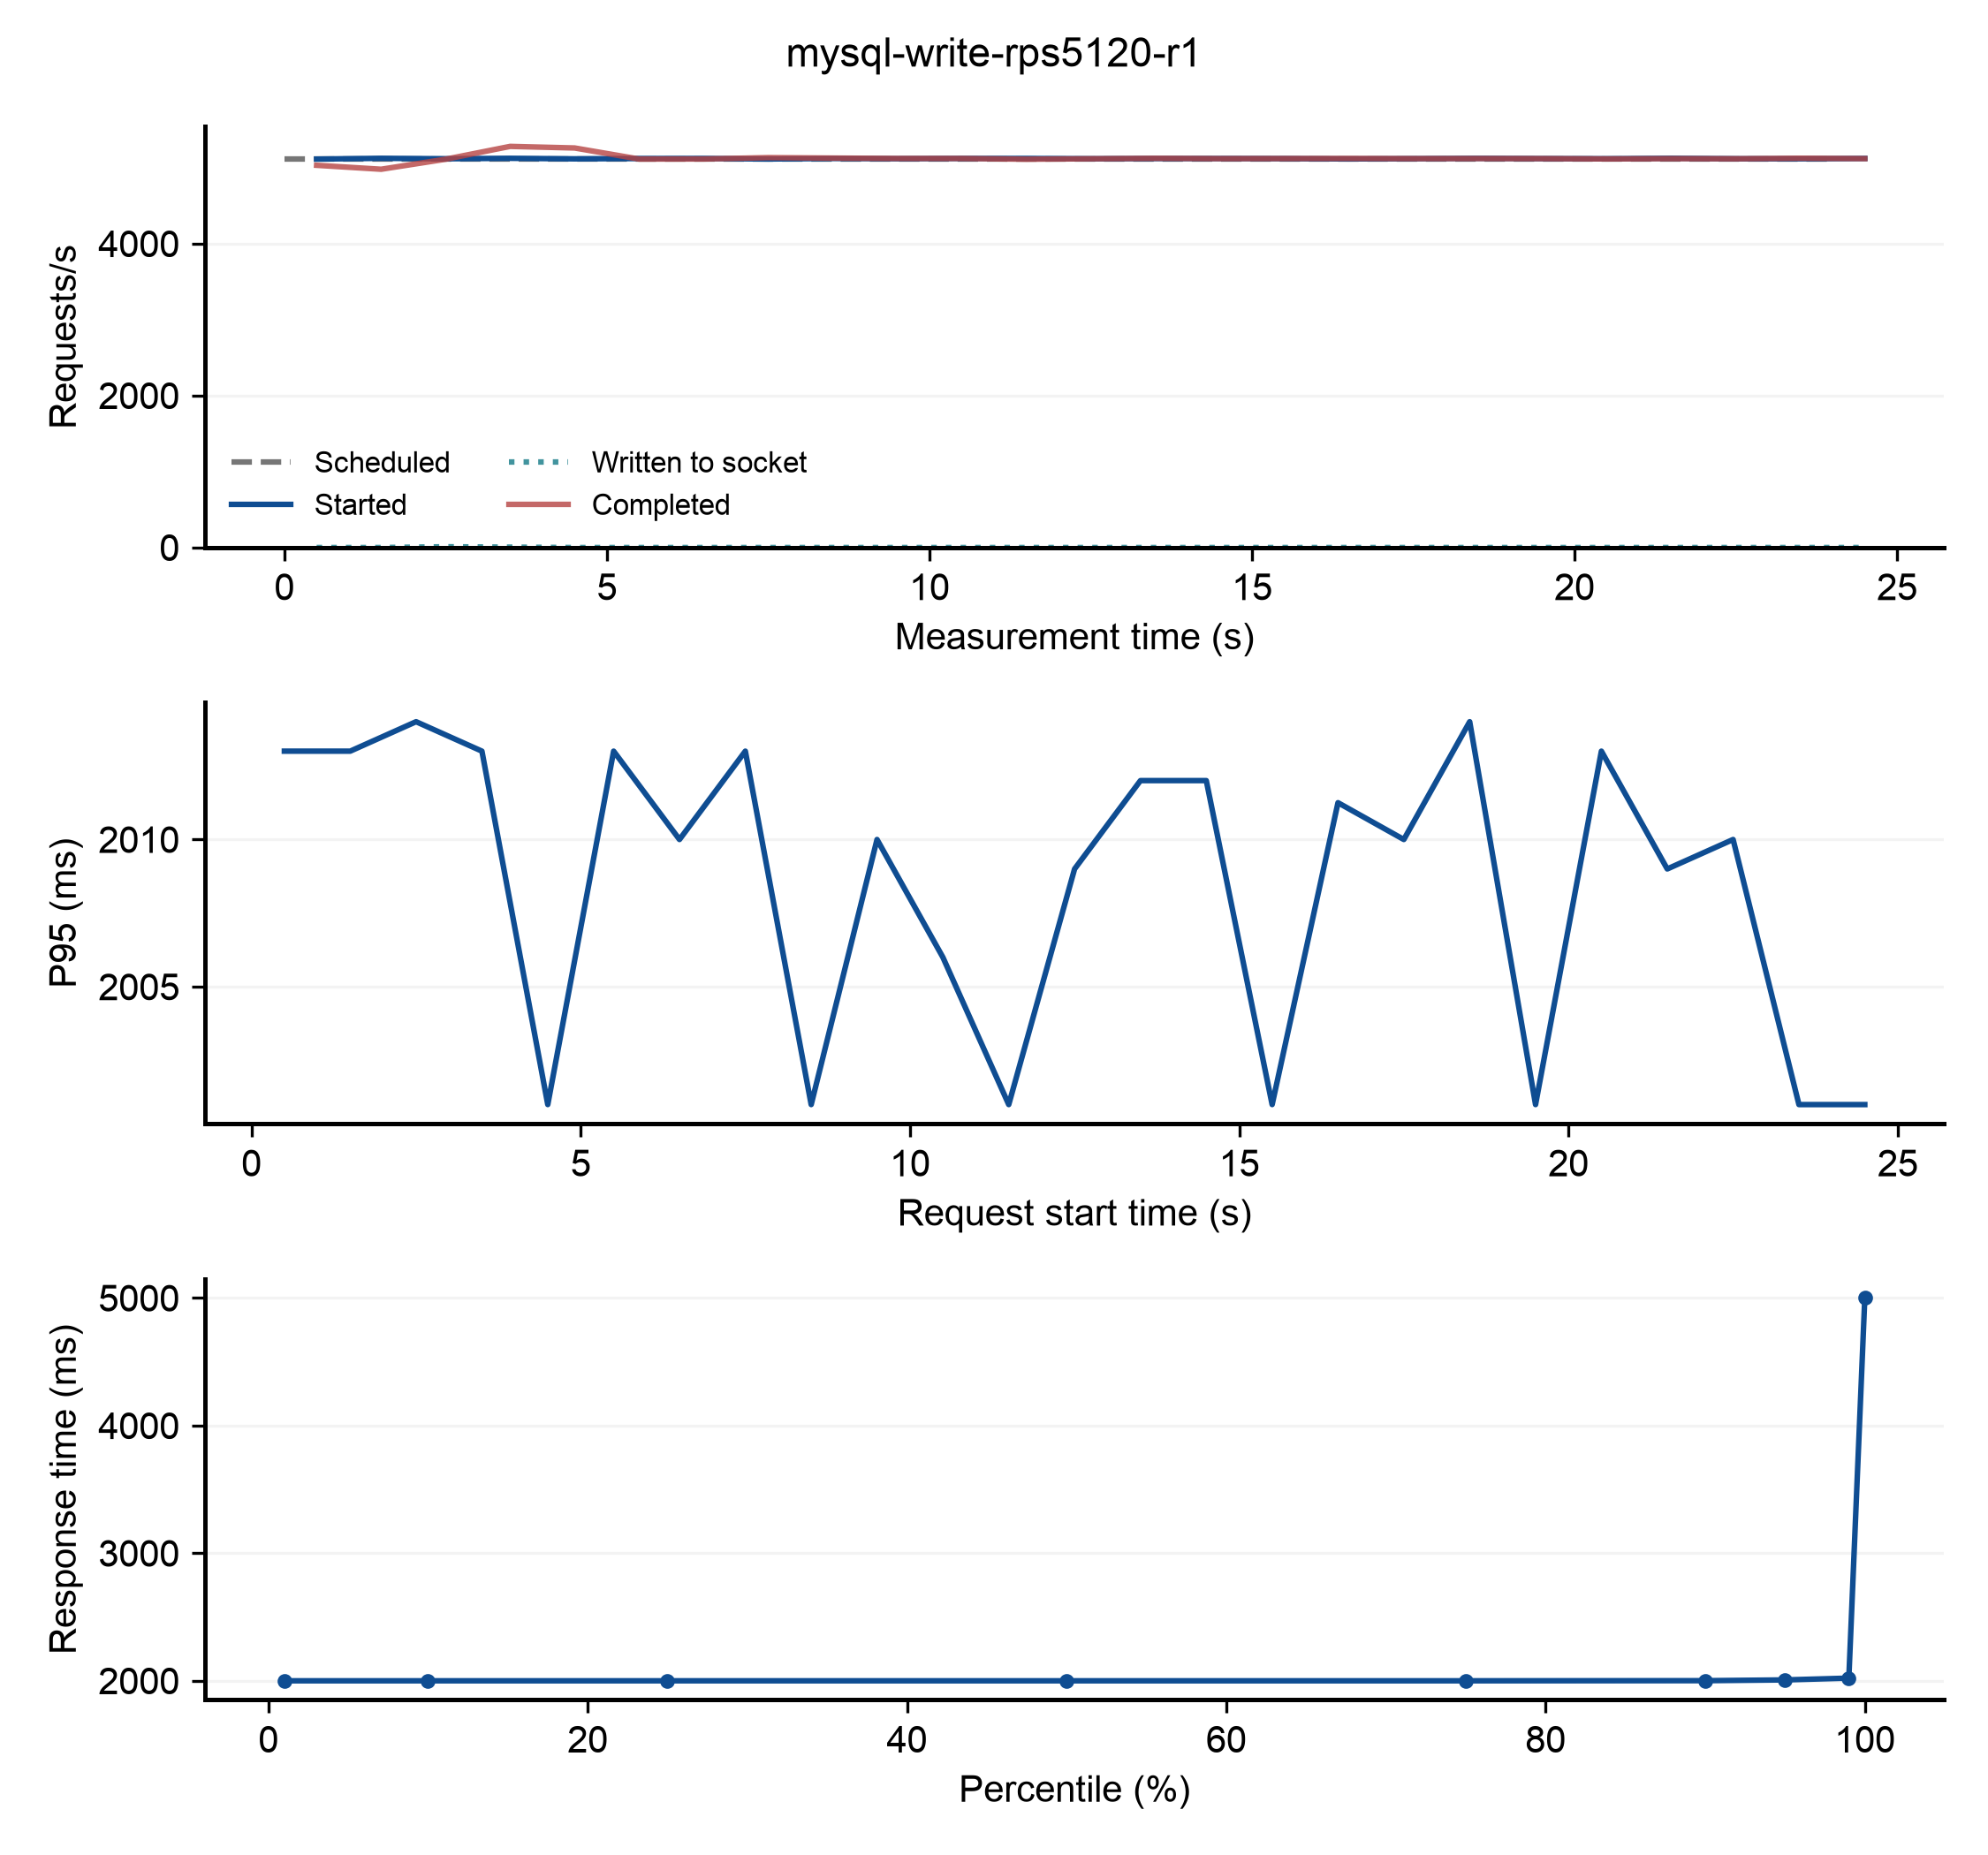 mysql-write-rps5120-r1
Requests/s
4000
2000
0
Scheduled
Written to socket
Started
Completed
0 5 10 15 20 25
Measurement time (s)
P95 (ms)
2010
2005
0 5 10 15 20 25
Request start time (s)
Response time (ms)
5000
4000
3000
2000
0 20 40 60 80 100
Percentile (%)